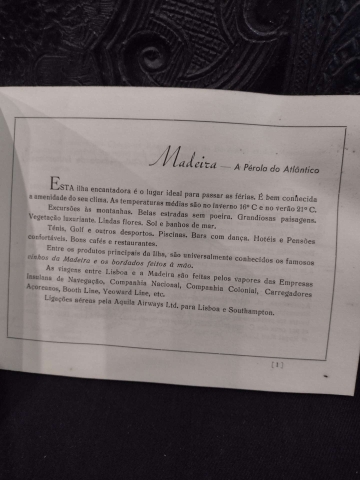 Madeira — A Pérola do Atlântico
ESTA ilha encantadora é o lugar ideal para passar as férias. É bem conhecida
a amenidade do seu clima. As temperaturas médias são no inverno 16º C e no verão 21º C.
Excursões às montanhas. Belas estradas sem poeira. Grandiosas paisagens.
Vegetação luxuriante. Lindas flores. Sol e banhos de mar.
Ténis, Golf e outros desportos. Piscinas. Bars com dança. Hotéis e Pensões
confortáveis. Bons cafés e restaurantes.
Entre os produtos principais da ilha, são universalmente conhecidos os famosos
vinhos da Madeira e os bordados feitos à mão.
As viagens entre Lisboa e a Madeira são feitas pelos vapores das Empresas
Insulana de Navegação, Companhia Nacional, Companhia Colonial, Carregadores
Açoreanos, Booth Line, Yeoward Line, etc.
Ligações aéreas pela Aquila Airways Ltd. para Lisboa e Southampton.
[1]